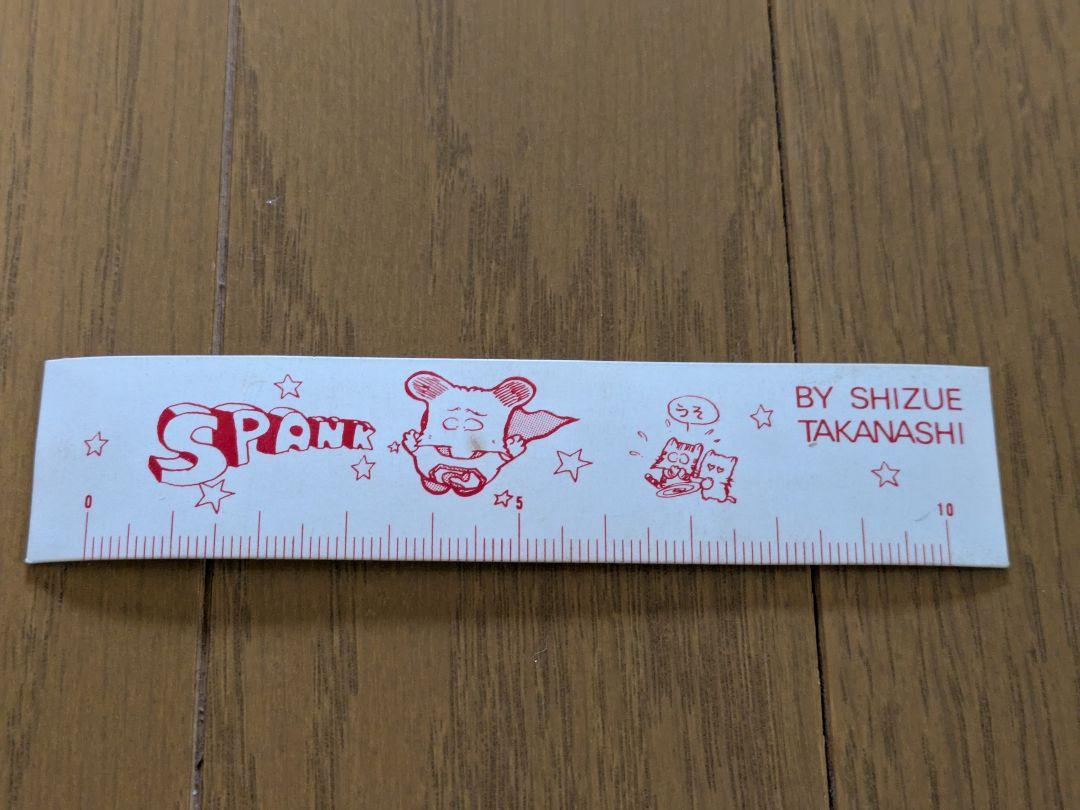 SPANK
うそ
BY SHIZUE
TAKANASHI
0 5 10